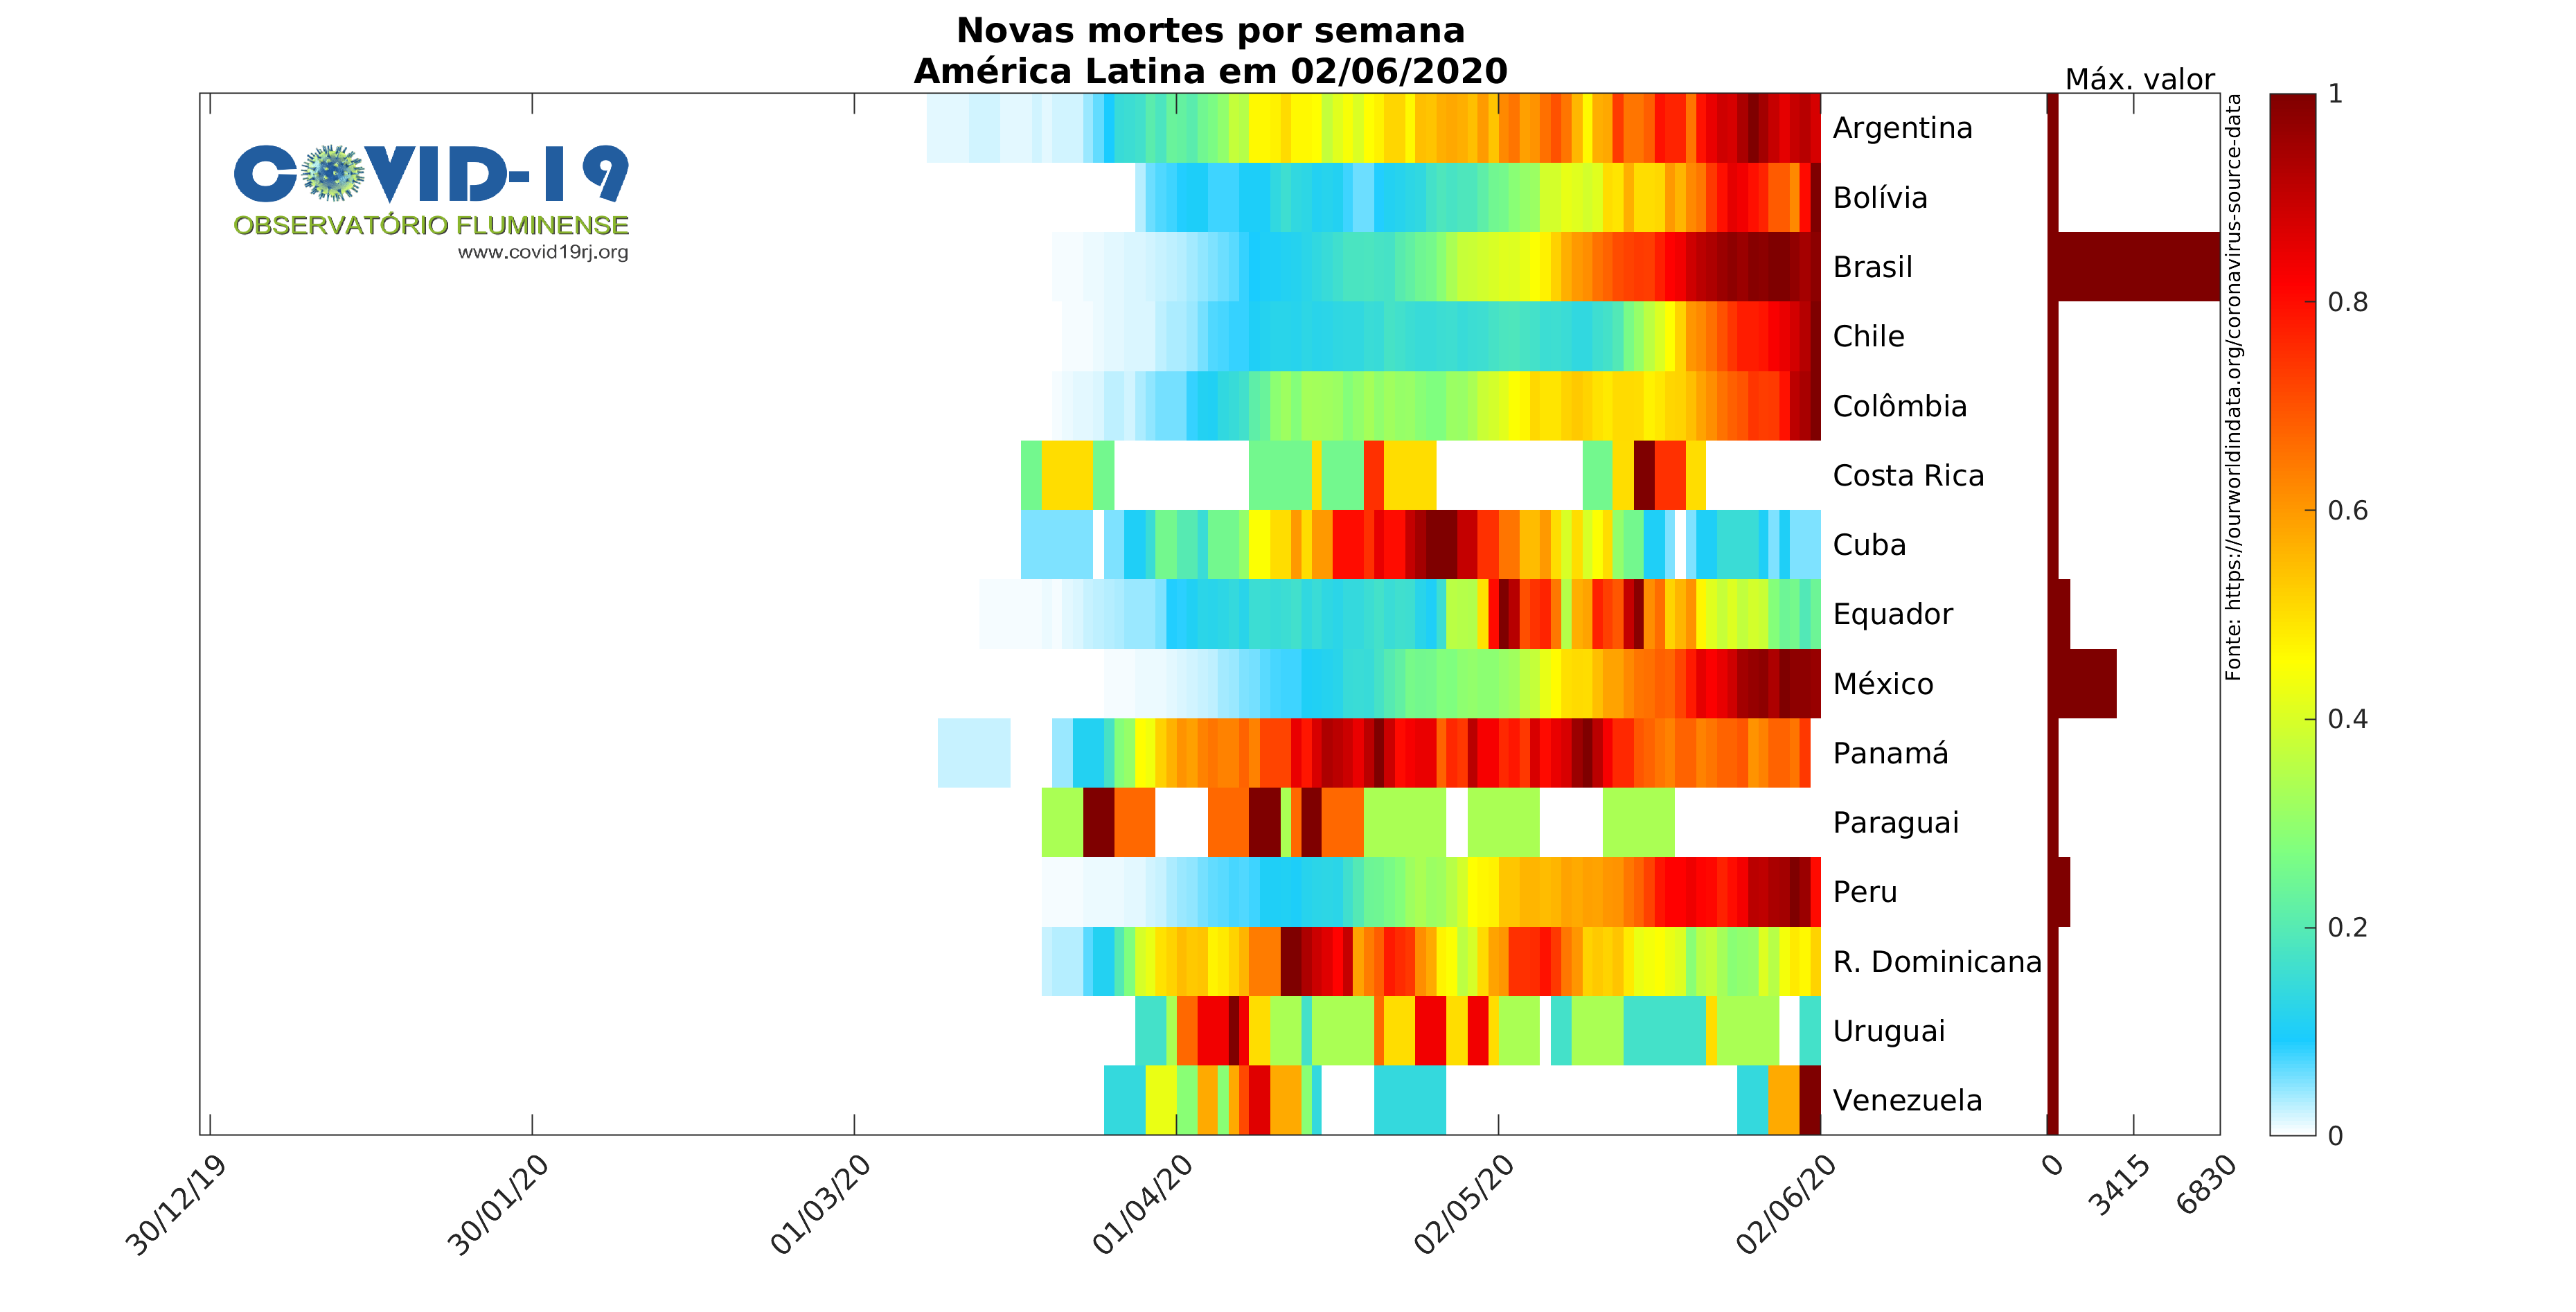 Novas mortes por semana
América Latina em 02/06/2020
Máx. valor
COVID-19
OBSERVATÓRIO FLUMINENSE
www.covid19rj.org
Argentina
Bolívia
Brasil
Chile
Colômbia
Costa Rica
Cuba
Equador
México
Panamá
Paraguai
Peru
R. Dominicana
Uruguai
Venezuela
Fonte: https://ourworldindata.org/coronavirus-source-data
1
0.8
0.6
0.4
0.2
0
30/12/19
30/01/20
01/03/20
01/04/20
02/05/20
02/06/20
0
3415
6830